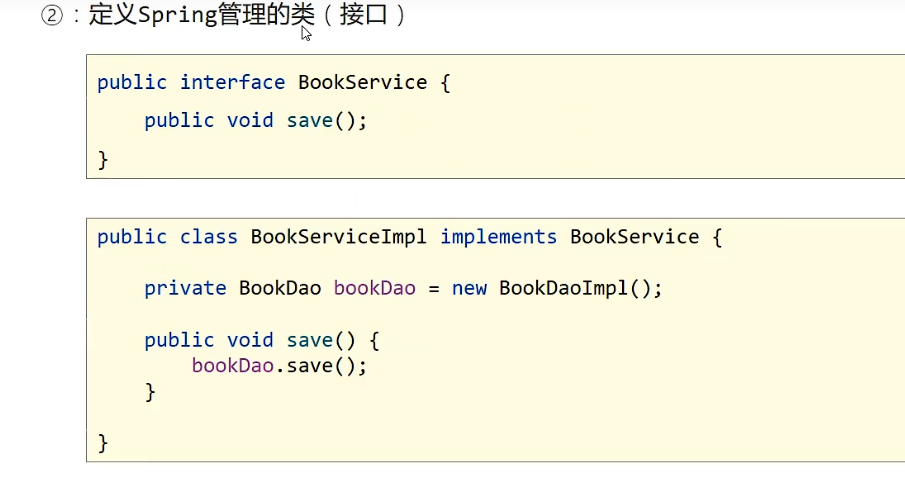 ②：定义Spring管理的类（接口）
public interface BookService {
public void save();
}
public class BookServiceImpl implements BookService {
private BookDao bookDao = new BookDaoImpl();
public void save() {
bookDao.save();
}
}